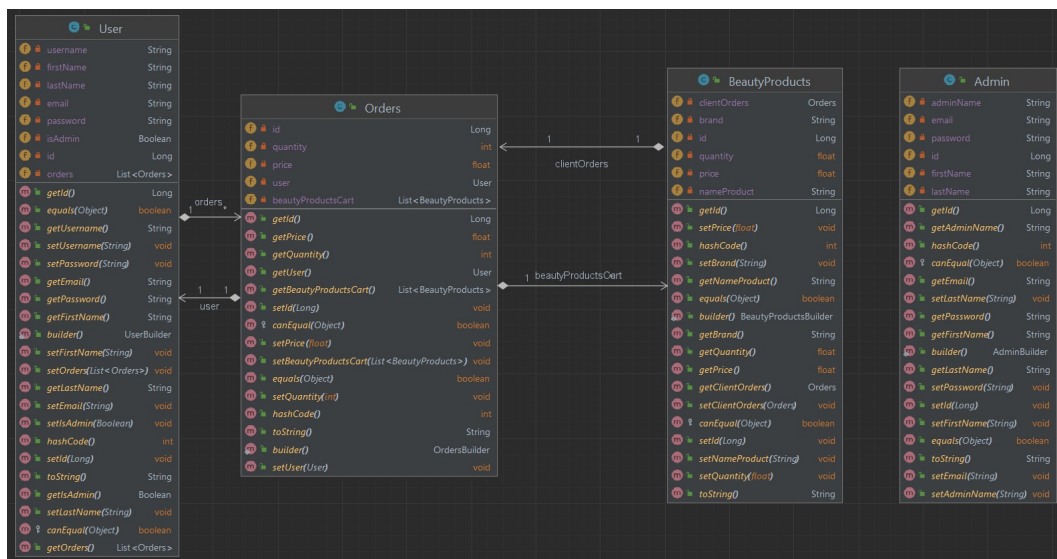 User
username String
firstName String
lastName String
email String
password String
isAdmin Boolean
id Long
orders List<Orders>
getId() Long
equals(Object) boolean
getUsername() String
setUsername(String) void
setPassword(String) void
getEmail() String
getPassword() String
getFirstName() String
builder() UserBuilder
setFirstName(String) void
setOrders(List<Orders>) void
getLastName() String
setEmail(String) void
setIsAdmin(Boolean) void
hashCode() int
setId(Long) void
toString() String
getIsAdmin() Boolean
setLastName(String) void
canEqual(Object) boolean
getOrders() List<Orders>
orders
1 *
1 1
user
Orders
id Long
quantity int
price float
user User
beautyProductsCart List<BeautyProducts>
getId() Long
getPrice() float
getQuantity() int
getUser() User
getBeautyProductsCart() List<BeautyProducts>
setId(Long) void
canEqual(Object) boolean
setPrice(float) void
setBeautyProductsCart(List<BeautyProducts>) void
equals(Object) boolean
setQuantity(int) void
hashCode() int
toString() String
builder() OrdersBuilder
setUser(User) void
1 1
clientOrders
1 beautyProductsCart
BeautyProducts
clientOrders Orders
brand String
id Long
quantity float
price float
nameProduct String
getId() Long
setPrice(float) void
hashCode() int
setBrand(String) void
getNameProduct() String
equals(Object) boolean
builder() BeautyProductsBuilder
getBrand() String
getQuantity() float
getPrice() float
getClientOrders() Orders
setClientOrders(Orders) void
canEqual(Object) boolean
setId(Long) void
setNameProduct(String) void
setQuantity(float) void
toString() String
Admin
adminName String
email String
password String
id Long
firstName String
lastName String
getId() Long
getAdminName() String
hashCode() int
canEqual(Object) boolean
getEmail() String
setLastName(String) void
getPassword() String
getFirstName() String
builder() AdminBuilder
getLastName() String
setPassword(String) void
setId(Long) void
setFirstName(String) void
equals(Object) boolean
toString() String
setEmail(String) void
setAdminName(String) void